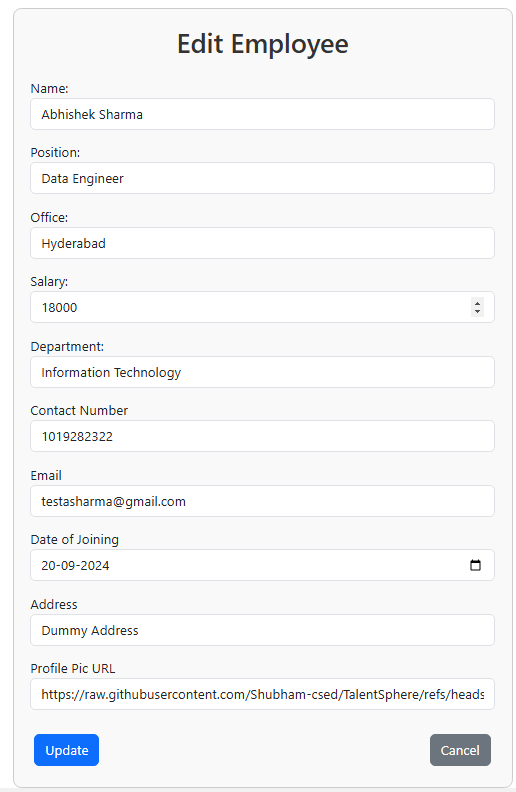 Edit Employee
Name:
Abhishek Sharma
Position:
Data Engineer
Office:
Hyderabad
Salary:
18000
Department:
Information Technology
Contact Number
1019282322
Email
testasharma@gmail.com
Date of Joining
20-09-2024
Address
Dummy Address
Profile Pic URL
https://raw.githubusercontent.com/Shubham-csed/TalentSphere/refs/heads
Update Cancel